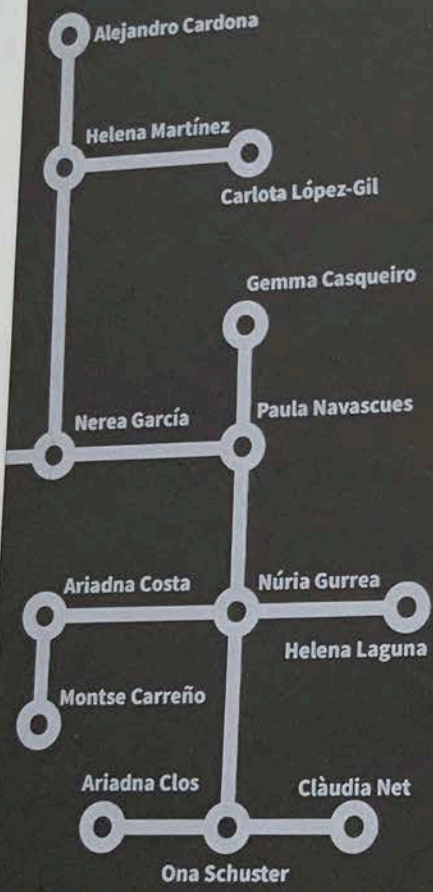 Alejandro Cardona
Helena Martínez
Carlota López-Gil
Gemma Casqueiro
Nerea García
Paula Navascues
Ariadna Costa
Núria Gurrea
Helena Laguna
Montse Carreño
Ariadna Clos
Clàudia Net
Ona Schuster